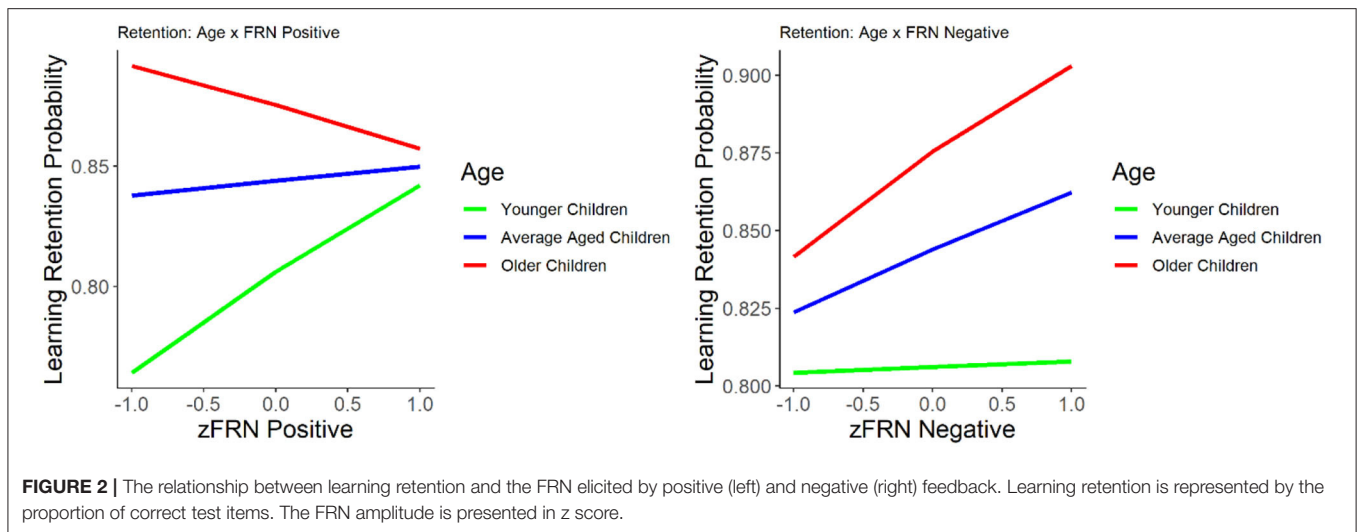 Retention: Age x FRN Positive
Learning Retention Probability
0.85
0.80
-1.0 -0.5 0.0 0.5 1.0
zFRN Positive
Age
Younger Children
Average Aged Children
Older Children
Retention: Age x FRN Negative
Learning Retention Probability
0.900
0.875
0.850
0.825
0.800
-1.0 -0.5 0.0 0.5 1.0
zFRN Negative
Age
Younger Children
Average Aged Children
Older Children
FIGURE 2 | The relationship between learning retention and the FRN elicited by positive (left) and negative (right) feedback. Learning retention is represented by the
proportion of correct test items. The FRN amplitude is presented in z score.